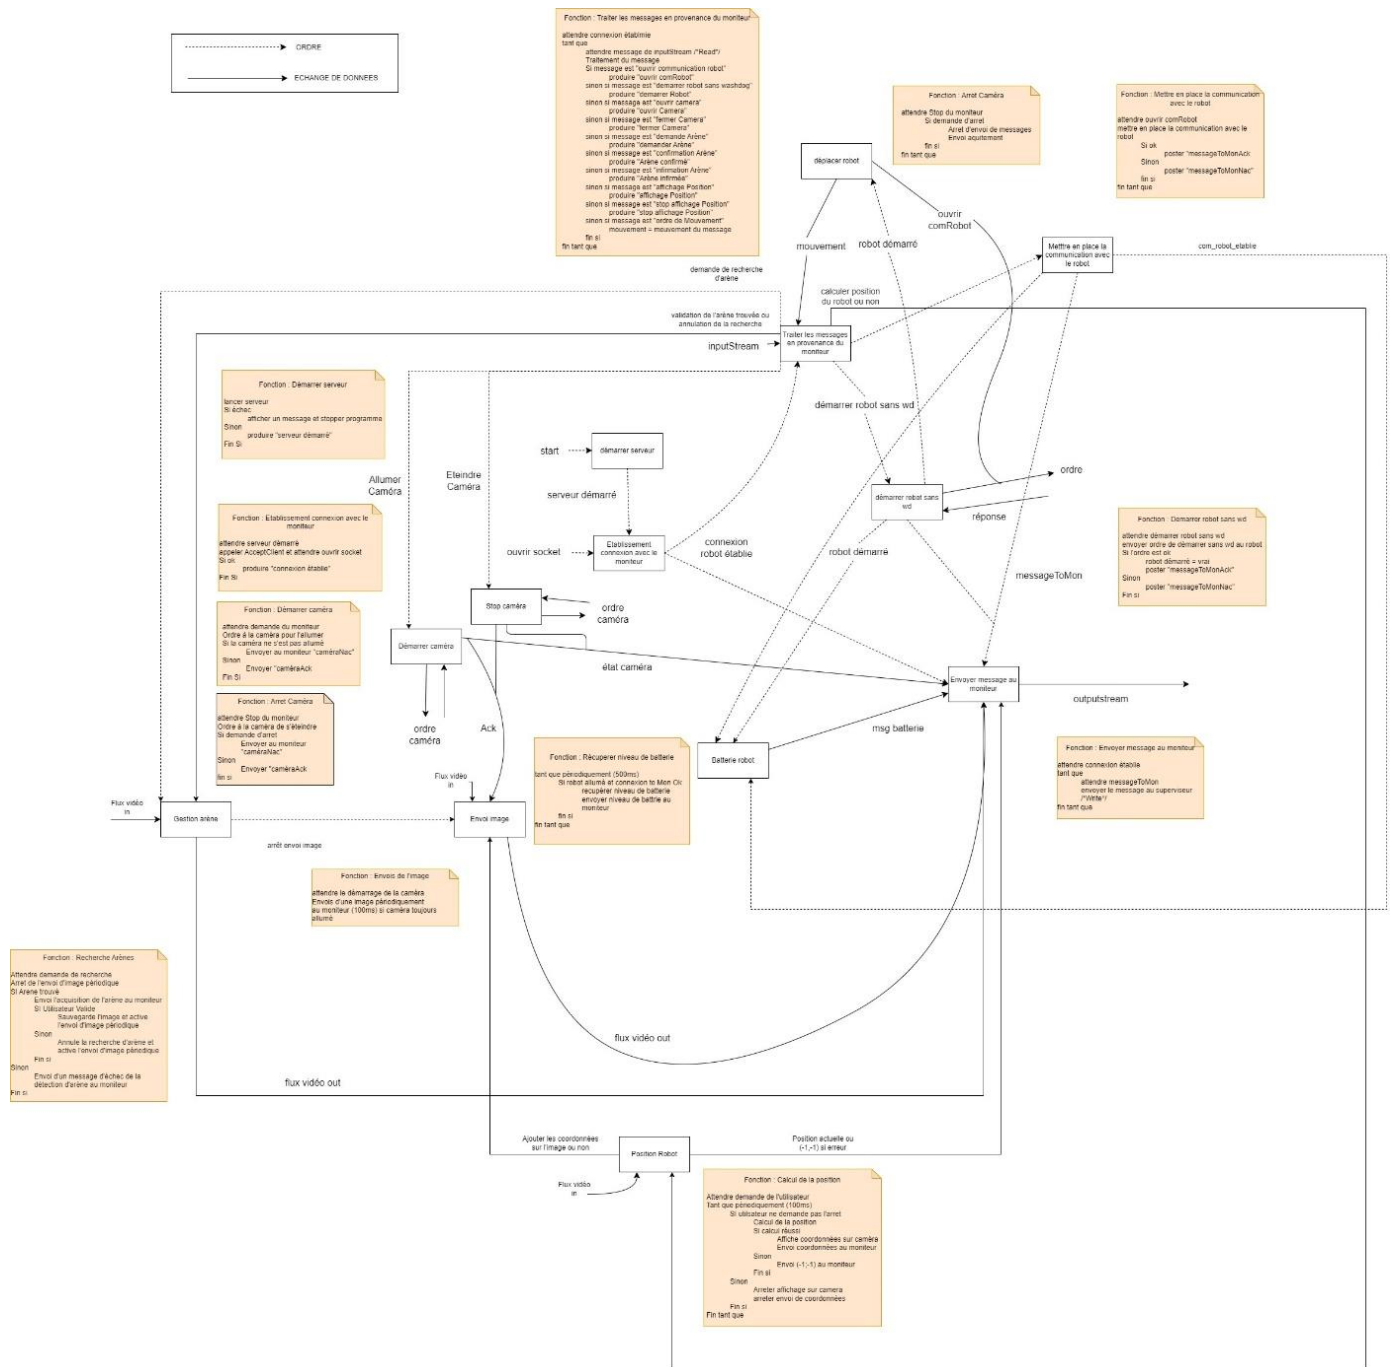 ORDRE
ECHANGE DE DONNEES
Fonction : Traiter les messages en provenance du moniteur
attendre connexion établmie
tant que
attendre message de inputStream /*Read*/
Traitement du message
Si message est "ouvrir communication robot"
produire "ouvrir comRobot"
sinon si message est "demarrer robot sans washdog"
produire "demarrer Robot"
sinon si message est "ouvrir camera"
produire "ouvrir Camera"
sinon si message est "fermer Camera"
produire "fermer Camera"
sinon si message est "demande Arène"
produire "demander Arène"
sinon si message est "confirmation Arène"
produire "Arène confirmé"
sinon si message est "infirmation Arène"
produire "Arène infirmée"
sinon si message est "affichage Position"
produire "affichage Position"
sinon si message est "stop affichage Position"
produire "stop affichage Position"
sinon si message est "ordre de Mouvement"
mouvement = mouvement du message
fin si
fin tant que
Fonction : Arret Caméra
attendre Stop du moniteur
Si demande d'arret
Arret d'envoi de messages
Envoi aquitement
fin si
fin tant que
Fonction : Mettre en place la communication
avec le robot
attendre ouvrir comRobot
mettre en place la communication avec le
robot
Si ok
poster "messageToMonAck"
Sinon
poster "messageToMonNac"
fin si
fin tant que
déplacer robot
ouvrir
comRobot
mouvement
robot démarré
Metttre en place la
communication avec
le robot
com_robot_etablie
demande de recherche
d'arène
calculer position
du robot ou non
validation de l'arène trouvée ou
annulation de la recherche
Traiter les messages
en provenance du
moniteur
inputStream
Fonction : Démarrer serveur
lancer serveur
Si échec
afficher un message et stopper programme
Sinon
produire "serveur démarré"
Fin Si
démarrer robot sans wd
start
démarrer serveur
Allumer
Caméra
Eteindre
Caméra
serveur démarré
ordre
démarrer robot sans
wd
réponse
Fonction : Etablissement connexion avec le
moniteur
attendre serveur démarré
appeler AcceptClient et attendre ouvrir socket
Si ok
produire "connexion établie"
Fin Si
ouvrir socket
Etablissement
connexion avec le
moniteur
connexion
robot établie
robot démarré
messageToMon
Fonction : Demarrer robot sans wd
attendre démarrer robot sans wd
envoyer ordre de démarrer sans wd au robot
Si l'ordre est ok
robot démarré = vrai
poster "messageToMonAck"
Sinon
poster "messageToMonNac"
Fin si
Fonction : Démarrer caméra
attendre demande du moniteur
Ordre à la caméra pour l'allumer
Si la caméra ne s'est pas allumé
Envoyer au moniteur "caméraNac"
Sinon
Envoyer "caméraAck
Fin Si
Stop caméra
ordre
caméra
Démarrer caméra
état caméra
Envoyer message au
moniteur
outputstream
Fonction : Arret Caméra
attendre Stop du moniteur
Ordre à la caméra de s'éteindre
Si demande d'arret
Envoyer au moniteur
"caméraNac"
Sinon
Envoyer "caméraAck
fin si
ordre
caméra
Ack
msg batterie
Batterie robot
Fonction : Récuperer niveau de batterie
tant que périodiquement (500ms)
Si robot allumé et connexion to Mon Ok
recupérer niveau de batterie
envoyer niveau de battrie au
moniteur
fin si
fin tant que
Fonction : Envoyer message au moniteur
attendre connexion établie
tant que
attendre messageToMon
envoyer le message au superviseur
/*Write*/
fin tant que
Flux vidéo
in
Flux vidéo
in
Gestion arène
Envoi image
arrêt envoi image
Fonction : Envois de l'image
attendre le démarrage de la caméra
Envois d'une image périodiquement
au moniteur (100ms) si caméra toujours
allumé
Fonction : Recherche Arènes
Attendre demande de recherche
Arret de l'envoi d'image périodique
SI Arene trouvé
Envoi l'acquisition de l'arène au moniteur
SI Utilisateur Valide
Sauvegarde l'image et active
l'envoi d'image périodique
Sinon
Annule la recherche d'arène et
active l'envoi d'image périodique
Fin si
Sinon
Envoi d'un message d'échec de la
détection d'arène au moniteur
Fin si
flux vidéo out
flux vidéo out
Ajouter les coordonnées
sur l'image ou non
Position Robot
Position actuelle ou
(-1,-1) si erreur
Flux vidéo
in
Fonction : Calcul de la position
Attendre demande de l'utilisateur
Tant que periodiquement (100ms)
Si utilisateur ne demande pas l'arret
Calcul de la position
Si calcul réussi
Affiche coordonnées sur caméra
Envoi coordonnées au moniteur
Sinon
Envoi (-1;-1) au moniteur
Fin si
Sinon
Arreter affichage sur camera
arreter envoi de coordonnées
Fin si
Fin tant que